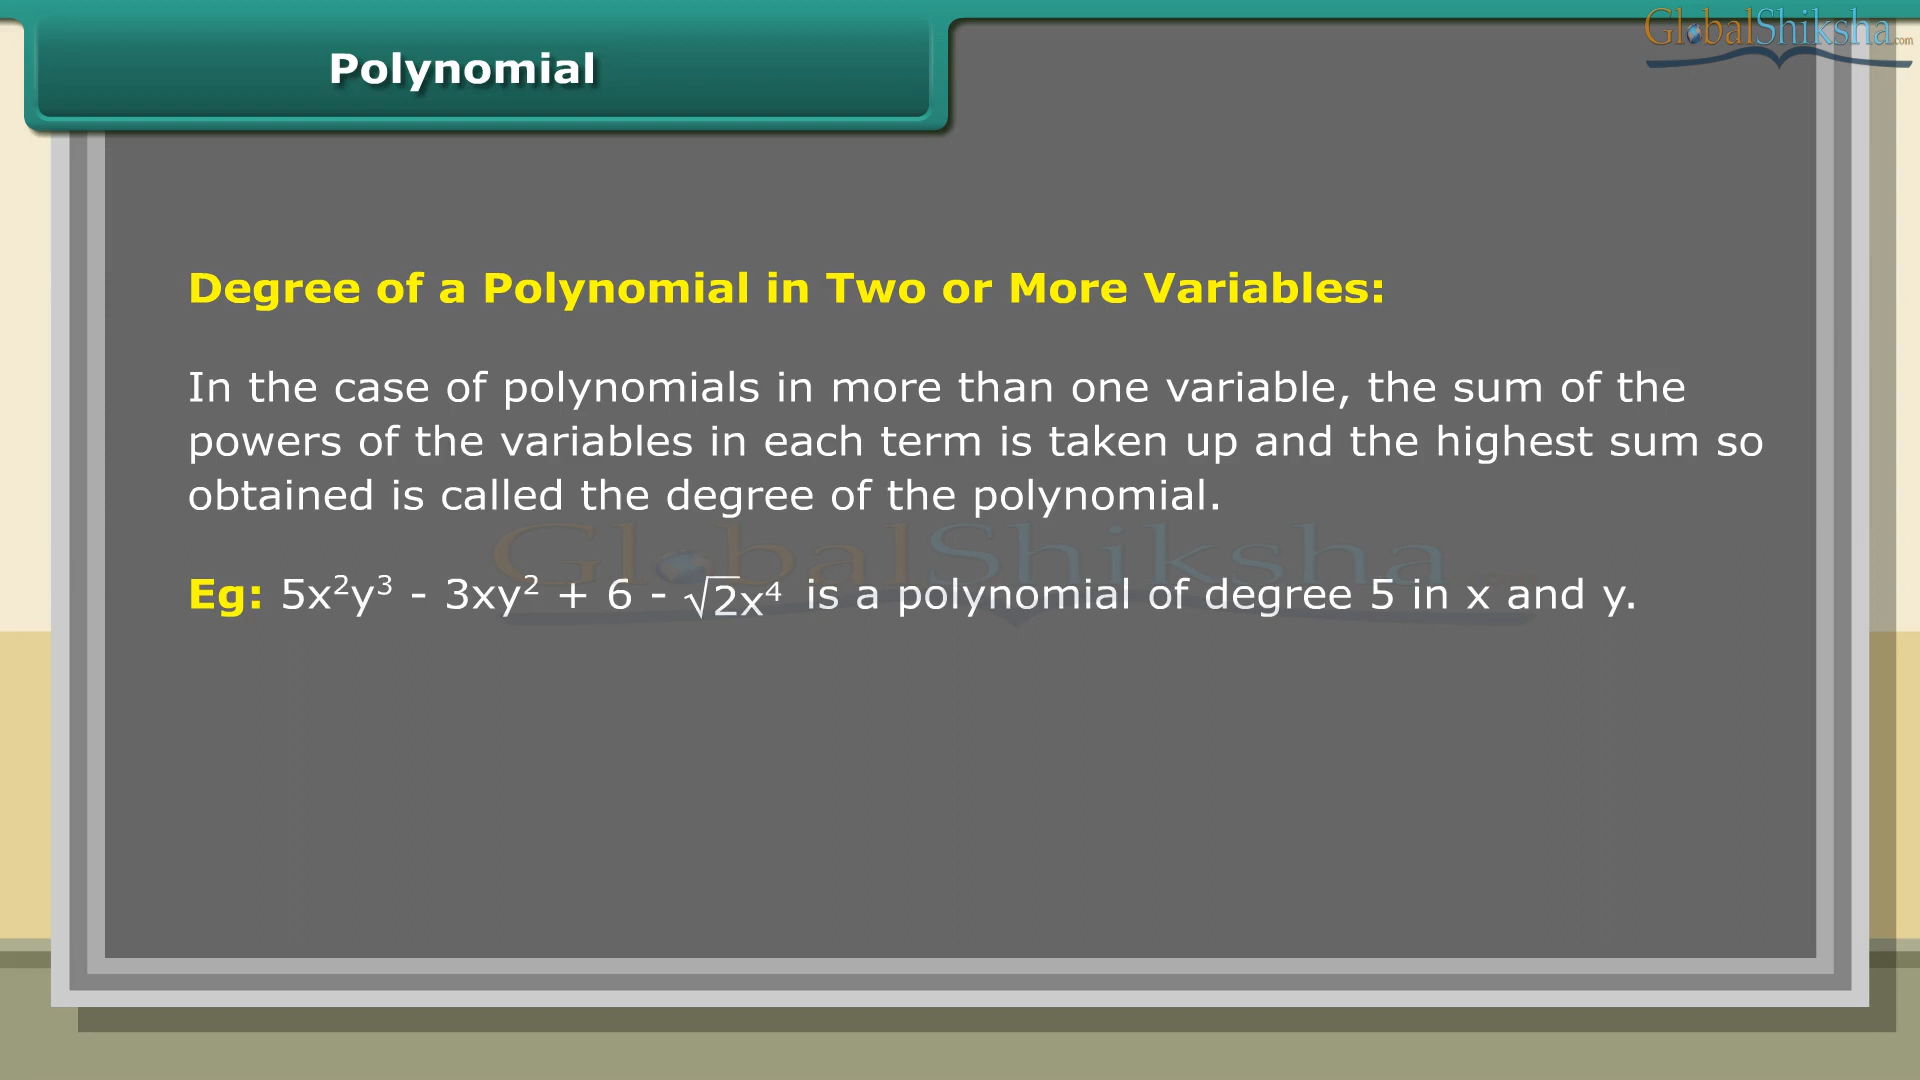 Polynomial
GlobalShiksha.com
Degree of a Polynomial in Two or More Variables:
In the case of polynomials in more than one variable, the sum of the
powers of the variables in each term is taken up and the highest sum so
obtained is called the degree of the polynomial.
GlobalShiksha
Eg: 5x²y³ - 3xy² + 6 - √2x⁴ is a polynomial of degree 5 in x and y.